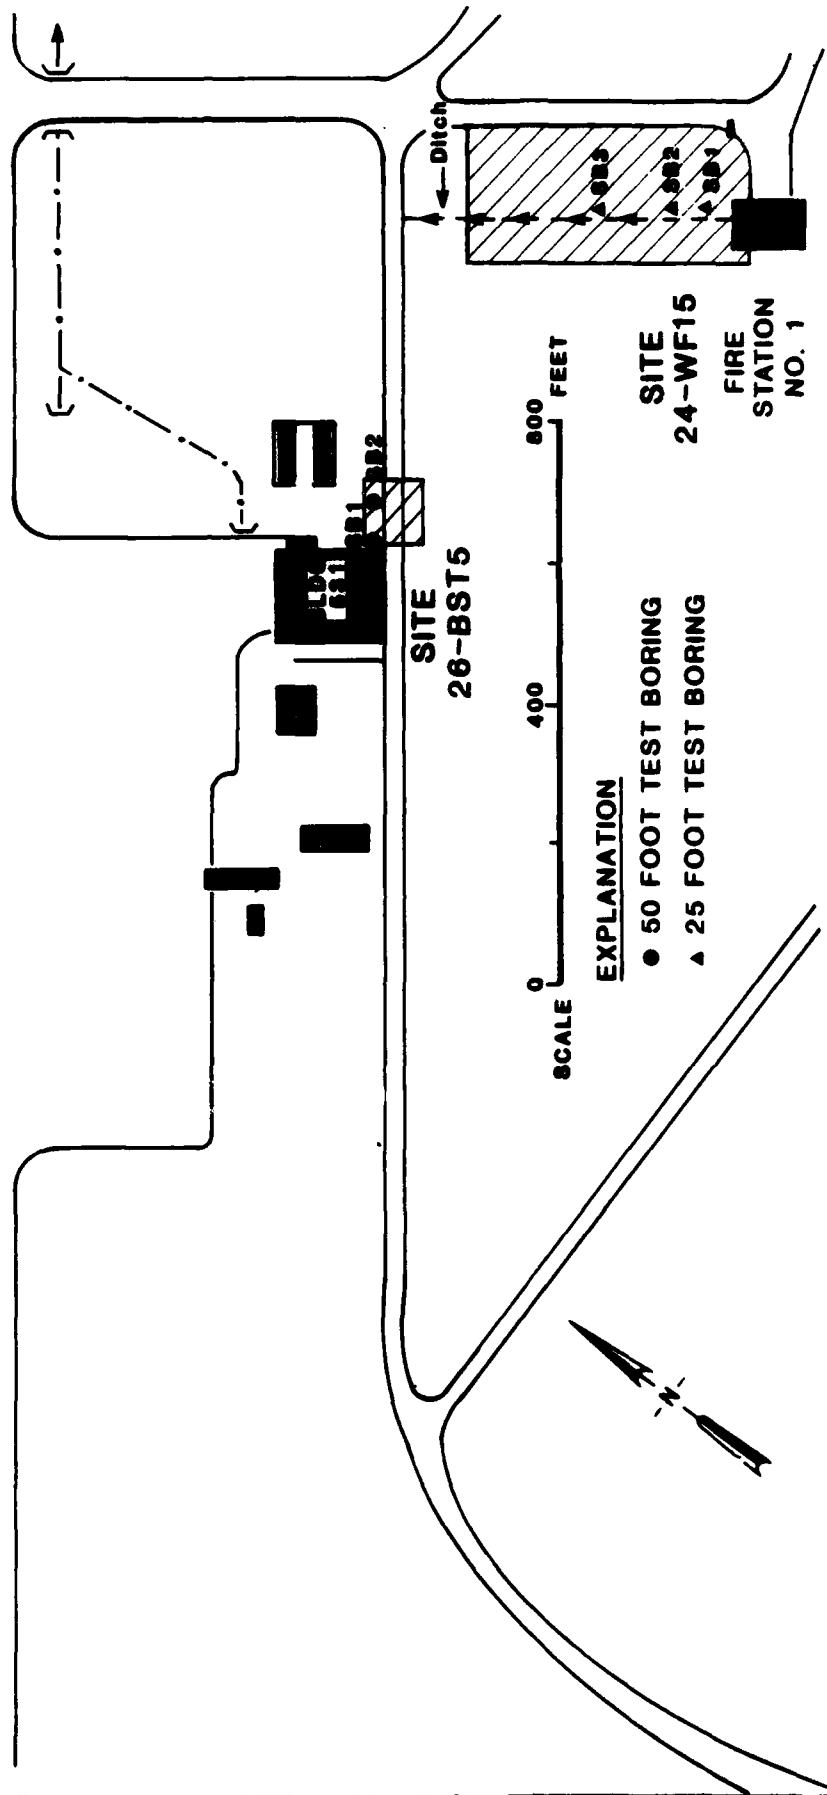 Ditch
SB3
SB2
SB1
SITE
24-WF15
FIRE
STATION
NO. 1
SB1
SB2
SITE
26-BST5
SCALE
0
400
800
FEET
EXPLANATION
● 50 FOOT TEST BORING
▲ 25 FOOT TEST BORING
-N-